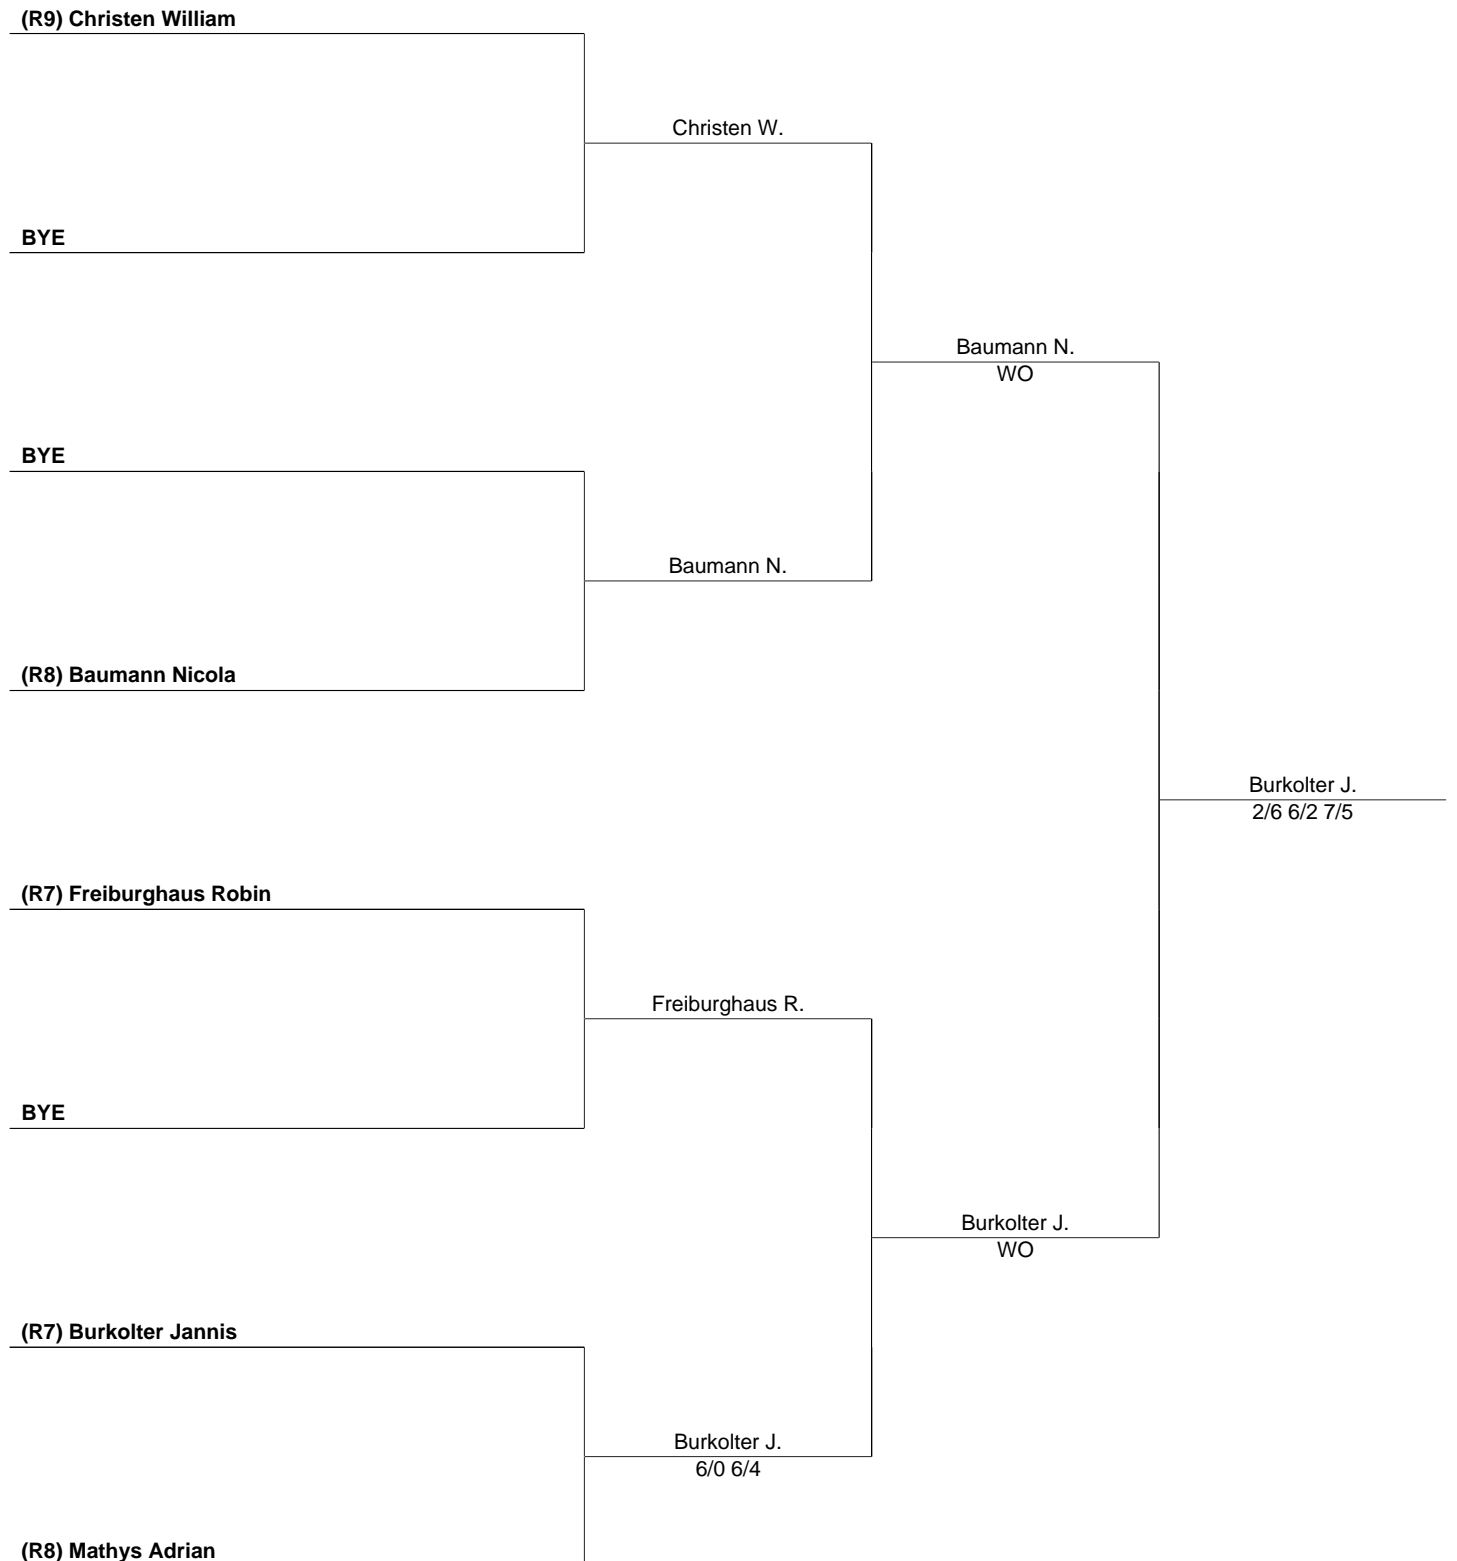 (R9) Christen William
Christen W.
BYE
Baumann N.
WO
BYE
Baumann N.
(R8) Baumann Nicola
Burkolter J.
2/6 6/2 7/5
(R7) Freiburghaus Robin
Freiburghaus R.
BYE
Burkolter J.
WO
(R7) Burkolter Jannis
Burkolter J.
6/0 6/4
(R8) Mathys Adrian